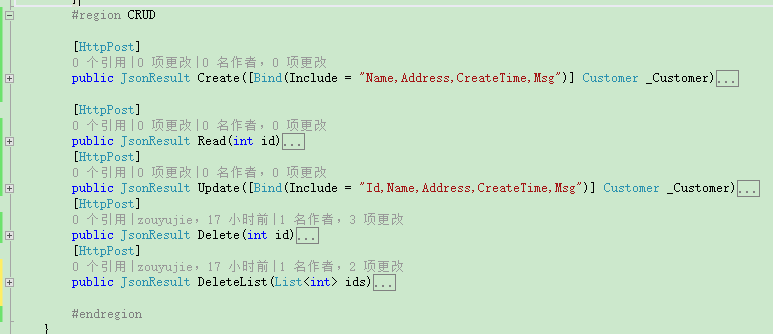 }
#region CRUD
[HttpPost]
0 个引用|0 项更改|0 名作者，0 项更改
public JsonResult Create([Bind(Include = "Name,Address,CreateTime,Msg")] Customer _Customer)...
[HttpPost]
0 个引用|0 项更改|0 名作者，0 项更改
public JsonResult Read(int id)...
[HttpPost]
0 个引用|0 项更改|0 名作者，0 项更改
public JsonResult Update([Bind(Include = "Id,Name,Address,CreateTime,Msg")] Customer _Customer)...
[HttpPost]
0 个引用|zouyujie，17 小时前|1 名作者，3 项更改
public JsonResult Delete(int id)...
[HttpPost]
0 个引用|zouyujie，17 小时前|1 名作者，2 项更改
public JsonResult DeleteList(List<int> ids)...
#endregion
}